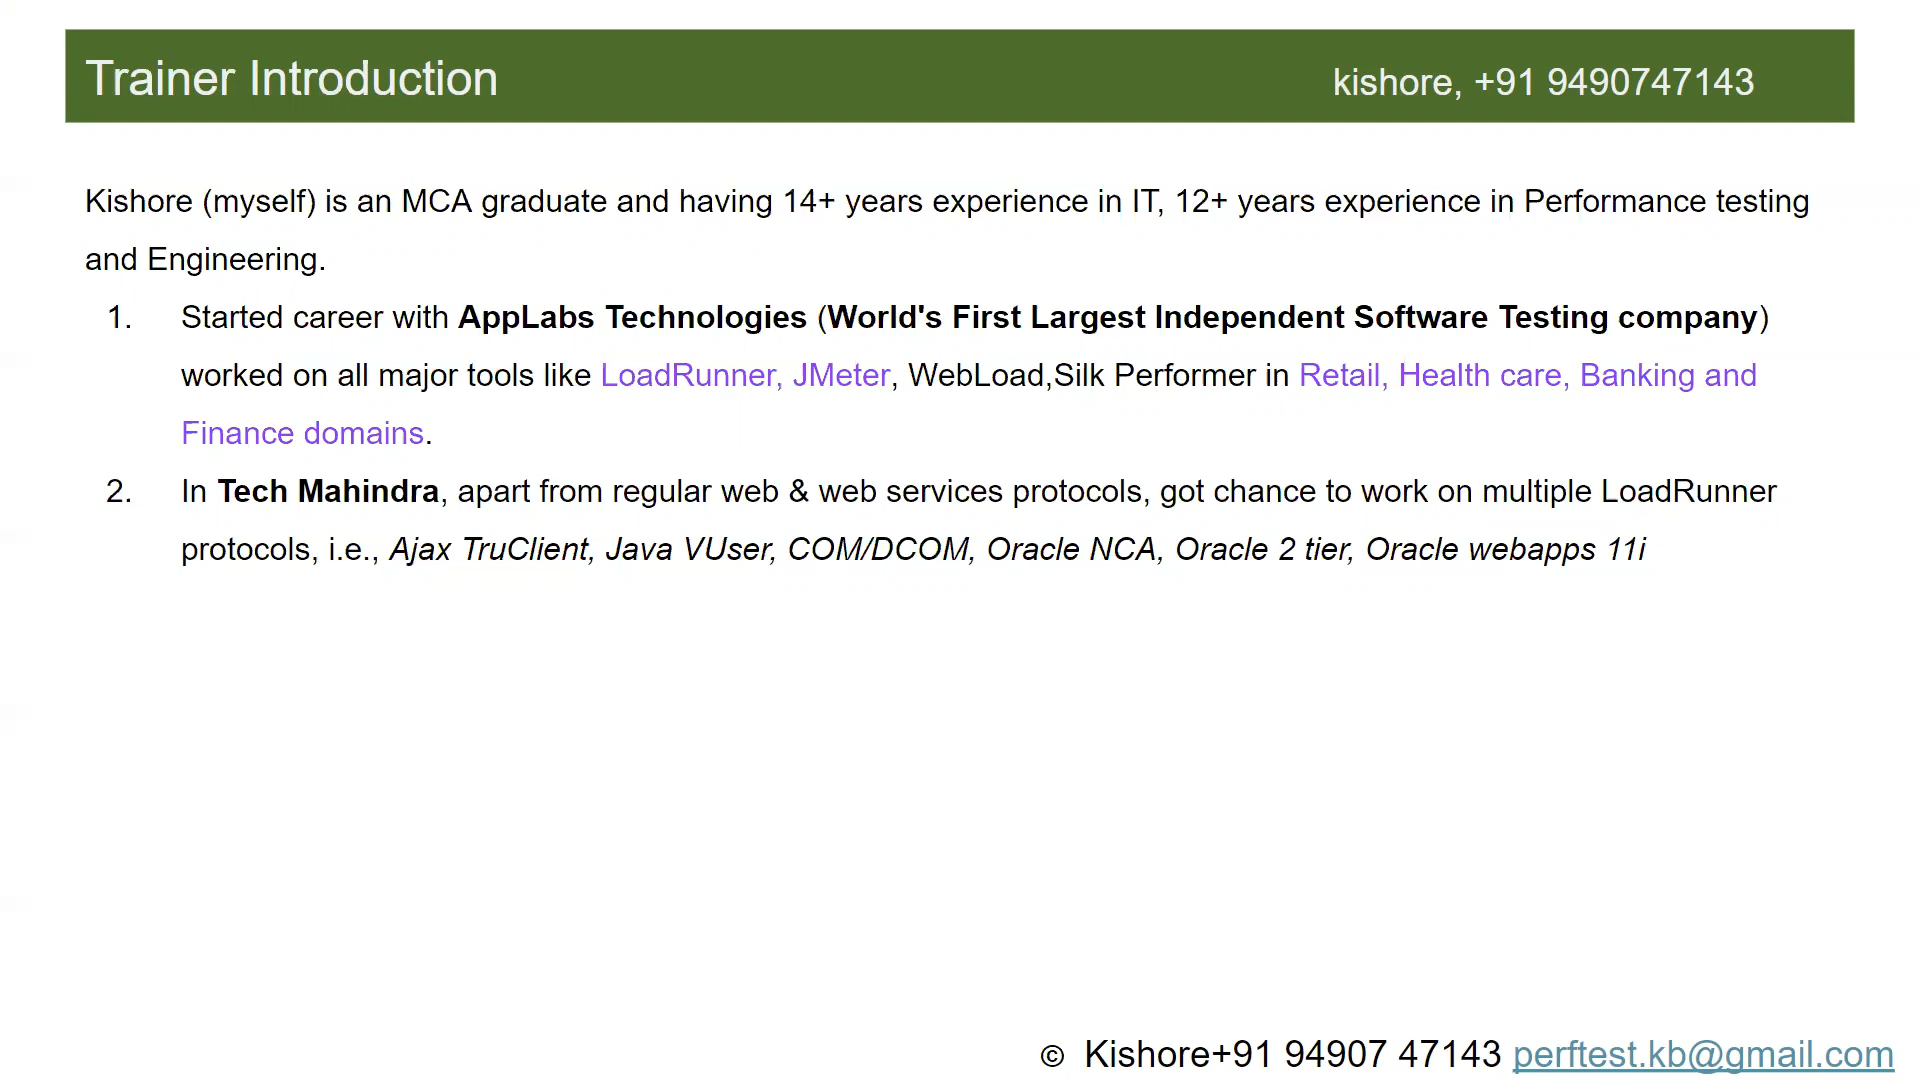 Trainer Introduction kishore, +91 9490747143
Kishore (myself) is an MCA graduate and having 14+ years experience in IT, 12+ years experience in Performance testing
and Engineering.
1. Started career with AppLabs Technologies (World's First Largest Independent Software Testing company)
worked on all major tools like LoadRunner, JMeter, WebLoad,Silk Performer in Retail, Health care, Banking and
Finance domains.
2. In Tech Mahindra, apart from regular web & web services protocols, got chance to work on multiple LoadRunner
protocols, i.e., Ajax TruClient, Java VUser, COM/DCOM, Oracle NCA, Oracle 2 tier, Oracle webapps 11i
© Kishore+91 94907 47143 perftest.kb@gmail.com